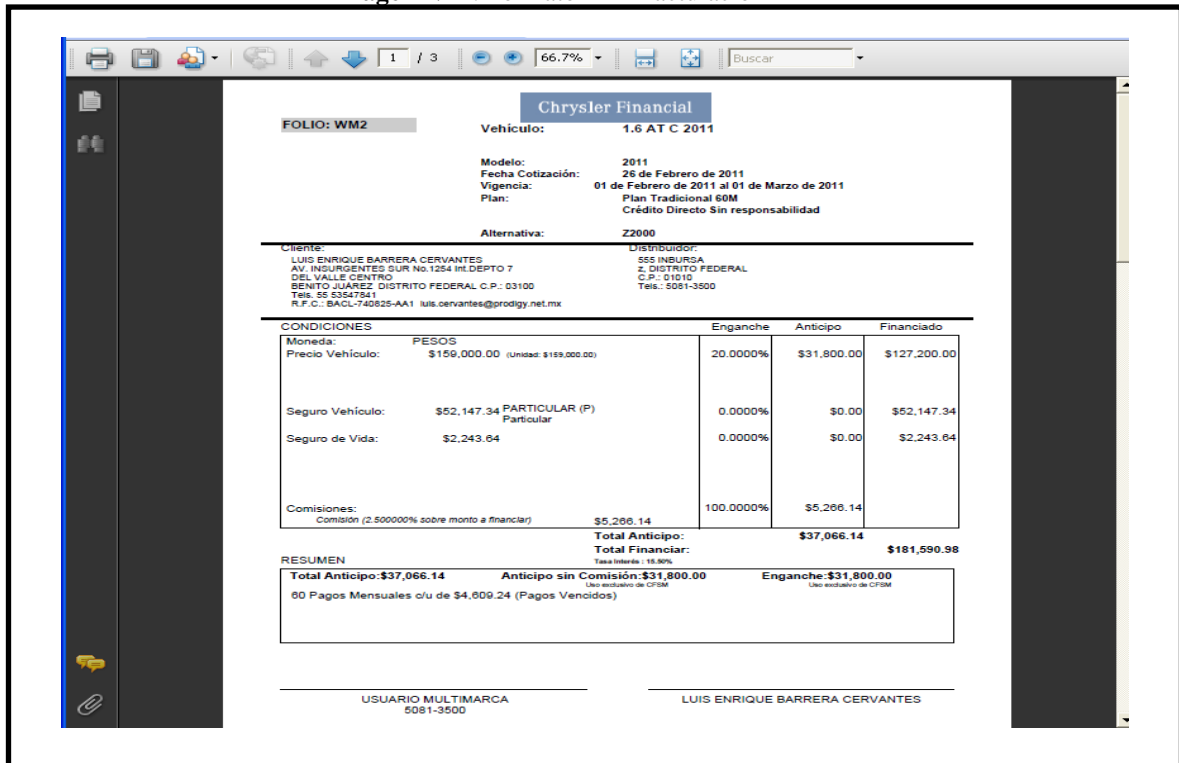 1 / 3 66.7% Buscar
Chrysler Financial
FOLIO: WM2
Vehículo: 1.6 AT C 2011
Modelo: 2011
Fecha Cotización: 26 de Febrero de 2011
Vigencia: 01 de Febrero de 2011 al 01 de Marzo de 2011
Plan: Plan Tradicional 60M
Crédito Directo Sin responsabilidad
Alternativa: Z2000
Cliente: Distribuidor:
LUIS ENRIQUE BARRERA CERVANTES 555 INBURSA
AV. INSURGENTES SUR No.1254 Int.DEPTO 7 z, DISTRITO FEDERAL
DEL VALLE CENTRO C.P.: 01010
BENITO JUÁREZ DISTRITO FEDERAL C.P.: 03100 Tels.: 5081-3500
Tels. 55 53547841
R.F.C.: BACL-740825-AA1 luis.cervantes@prodigy.net.mx
CONDICIONES Enganche Anticipo Financiado
Moneda: PESOS
Precio Vehículo: $159,000.00 (Unidad: $159,000.00) 20.0000% $31,800.00 $127,200.00
Seguro Vehículo: $52,147.34 PARTICULAR (P) 0.0000% $0.00 $52,147.34
Particular
Seguro de Vida: $2,243.64 0.0000% $0.00 $2,243.64
Comisiones: 100.0000% $5,266.14
Comisión (2.500000% sobre monto a financiar) $5,266.14
Total Anticipo: $37,066.14
Total Financiar: $181,590.98
RESUMEN Tasa Interés : 15.50%
Total Anticipo:$37,066.14 Anticipo sin Comisión:$31,800.00 Enganche:$31,800.00
Uso exclusivo de CFSM Uso exclusivo de CFSM
60 Pagos Mensuales c/u de $4,609.24 (Pagos Vencidos)
USUARIO MULTIMARCA LUIS ENRIQUE BARRERA CERVANTES
5081-3500